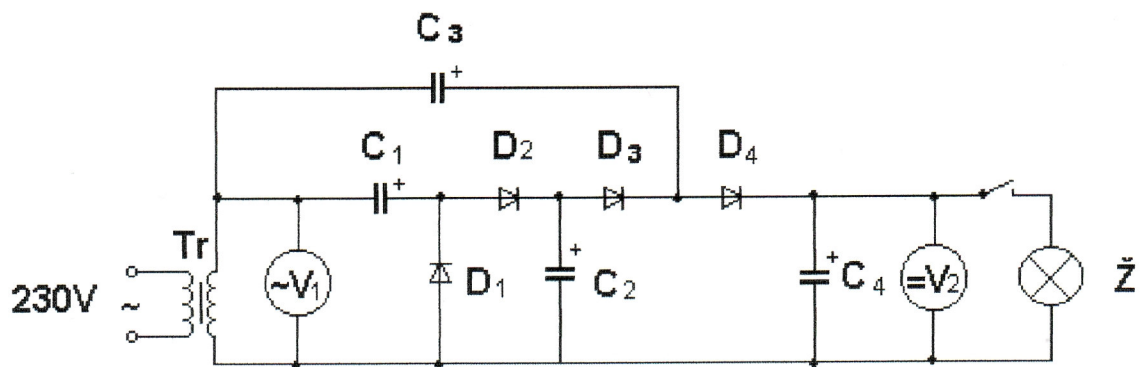 C3
+
C1
+
D2
D3
D4
Tr
230V
~
~V1
D1
+
C2
+
C4
=V2
Ž